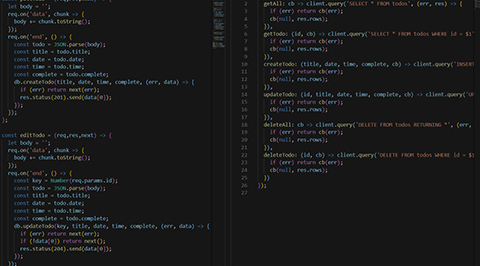 let body = '';
req.on('data', chunk => {
body += chunk.toString();
});
req.on('end', () => {
const todo = JSON.parse(body);
const title = todo.title;
const date = todo.date;
const time = todo.time;
const complete = todo.complete;
db.createTodo(title, date, time, complete, (err, data) => {
if (err) return next(err);
res.status(201).send(data[0]);
});
});
};
const editTodo = (req,res,next) => {
let body = '';
req.on('data', chunk => {
body += chunk.toString();
});
req.on('end', () => {
const key = Number(req.params.id);
const todo = JSON.parse(body);
const title = todo.title;
const date = todo.date;
const time = todo.time;
const complete = todo.complete;
db.updateTodo(key, title, date, time, complete, (err, data) => {
if (err) return next(err);
if (!data[0]) return next();
res.status(204).send(data[0]);
});
});
getAll: cb => client.query('SELECT * FROM todos', (err, res) => {
if (err) return cb(err);
cb(null, res.rows);
}),
getTodo: (id, cb) => client.query('SELECT * FROM todos WHERE id = $1'
if (err) return cb(err);
cb(null, res.rows);
}),
createTodo: (title, date, time, complete, cb) => client.query('INSER
if (err) return cb(err);
cb(null, res.rows);
}),
updateTodo: (id, title, date, time, complete, cb) => client.query('U
if (err) return cb(err);
cb(null, res.rows);
}),
deleteAll: cb => client.query('DELETE FROM todos RETURNING *', (err,
if (err) return cb(err);
cb(null, res.rows);
}),
deleteTodo: (id, cb) => client.query('DELETE FROM todos WHERE id = $
if (err) return cb(err);
cb(null, res.rows);
})
});